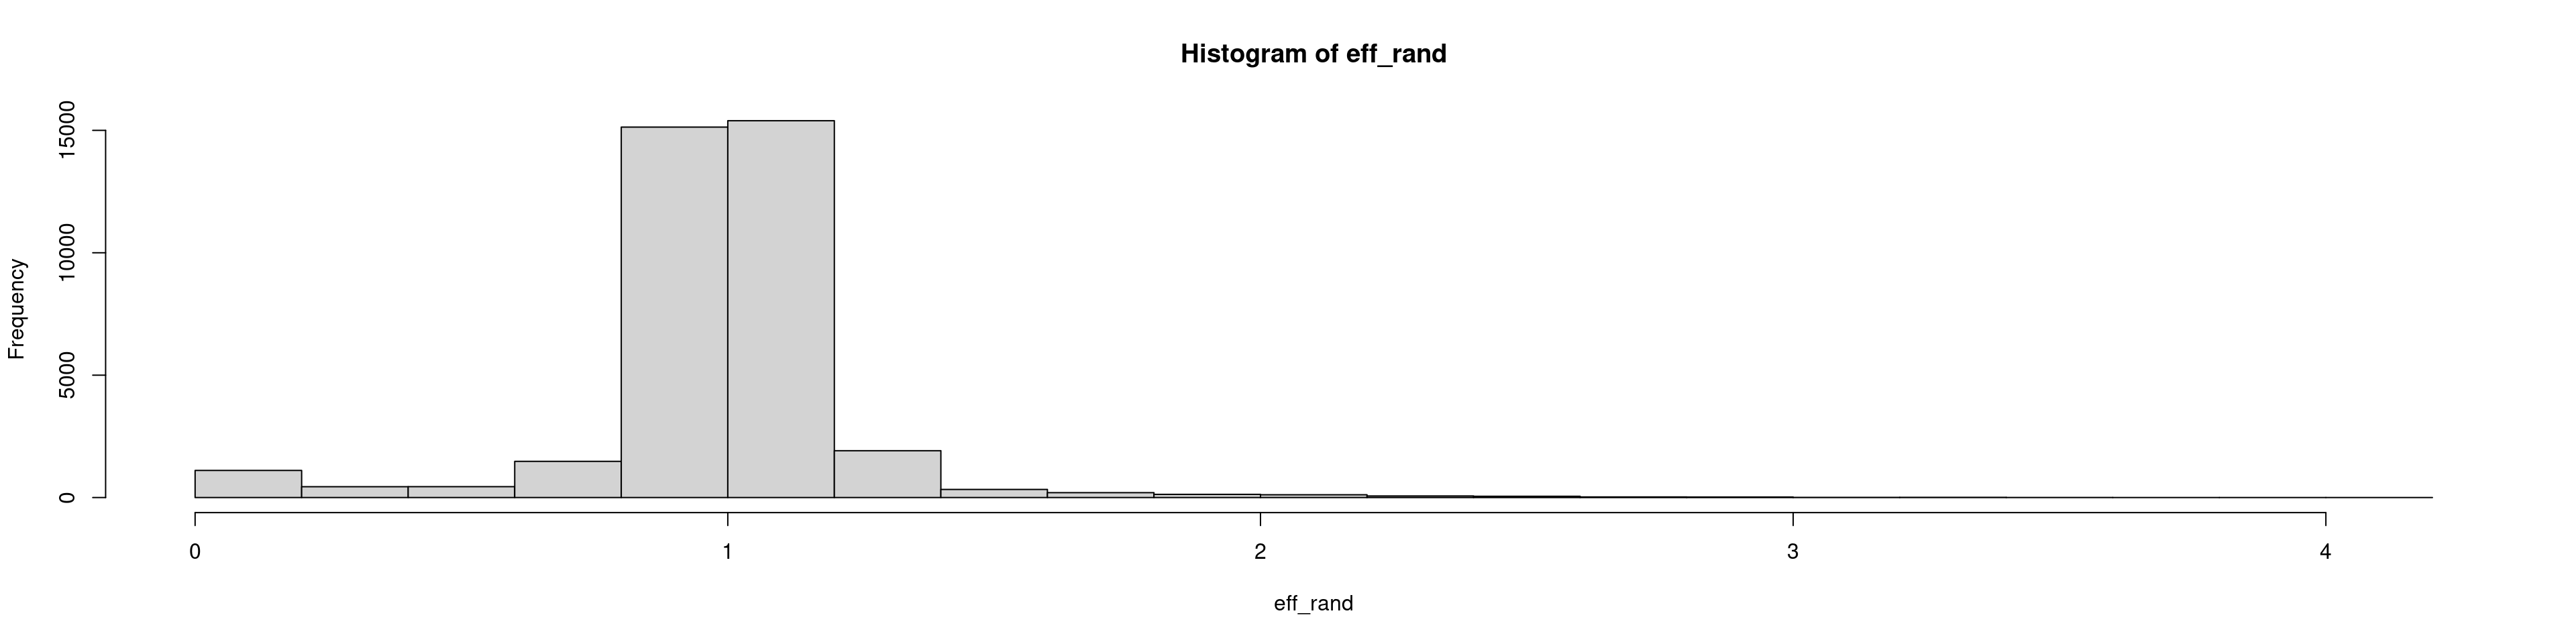 Histogram of eff_rand
Frequency
15000
10000
5000
0
0 1 2 3 4
eff_rand